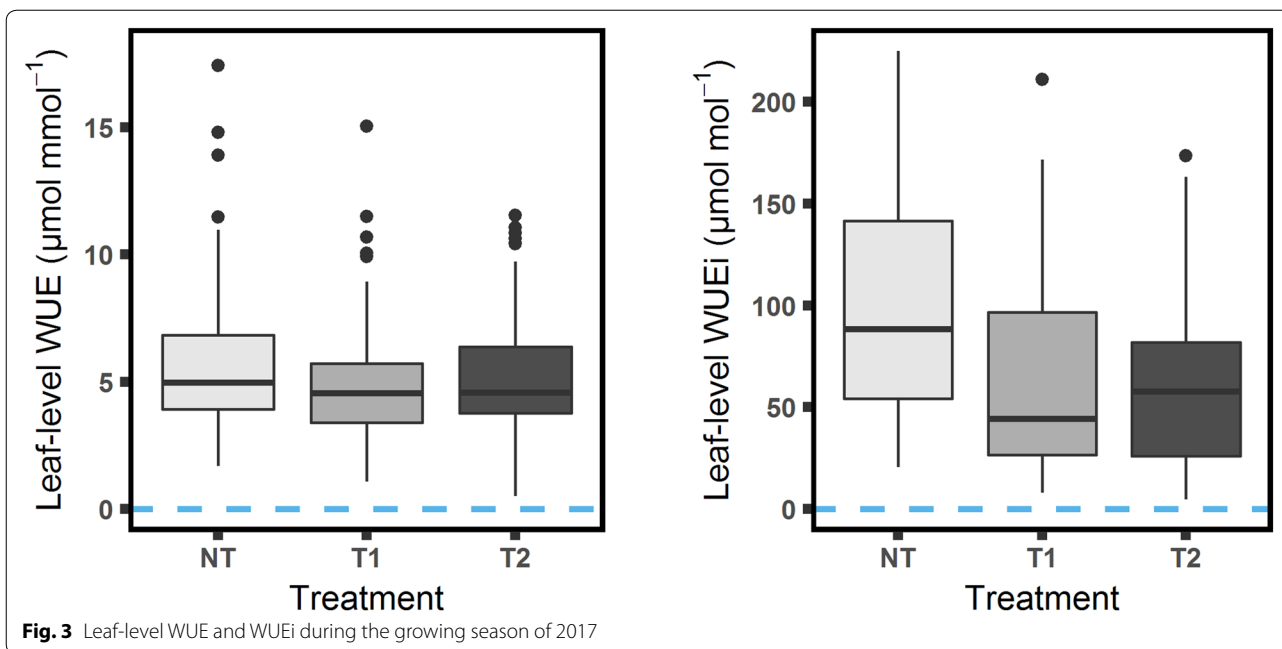 Leaf-level WUE (µmol mmol⁻¹)
15
10
5
0
NT T1 T2
Treatment
Leaf-level WUEi (µmol mol⁻¹)
200
150
100
50
0
NT T1 T2
Treatment
Fig. 3 Leaf-level WUE and WUEi during the growing season of 2017